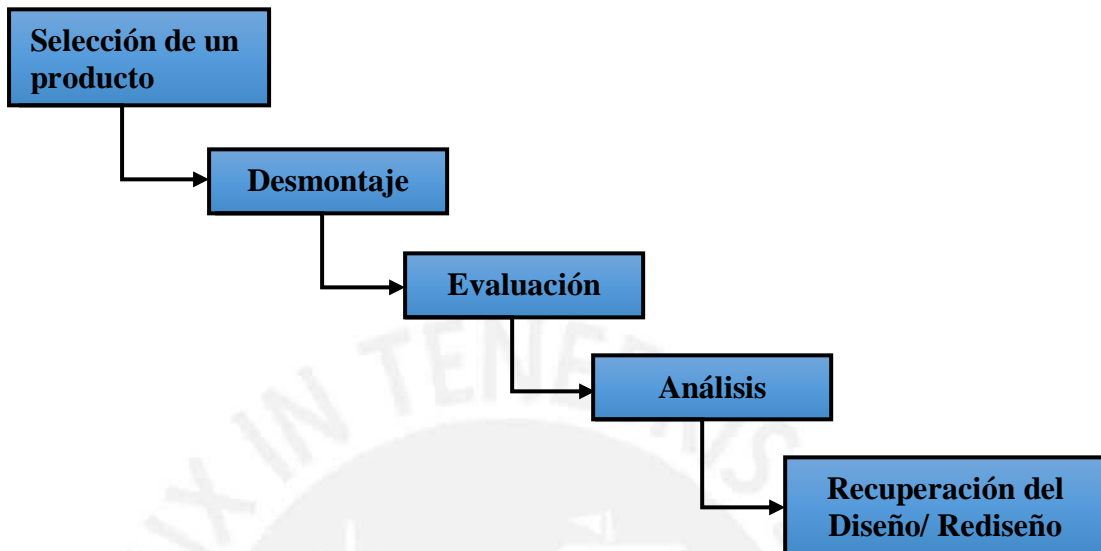 Selección de un
producto
Desmontaje
Evaluación
Análisis
Recuperación del
Diseño/ Rediseño